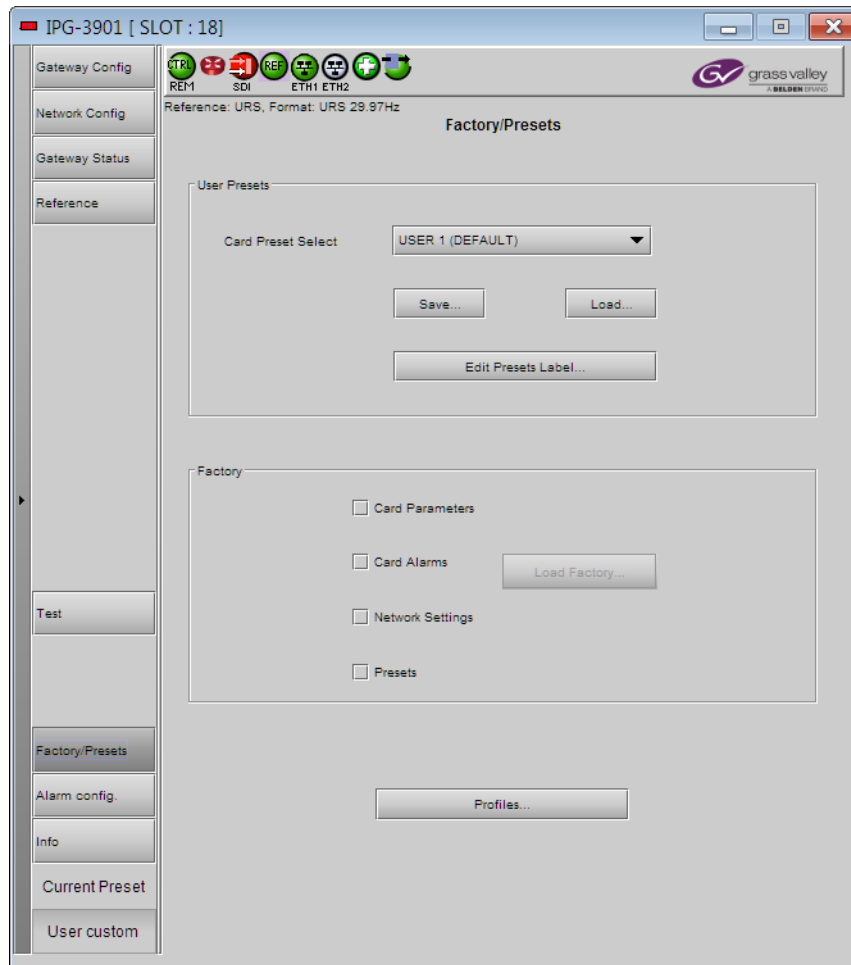 IPG-3901 [ SLOT : 18]
Gateway Config
Network Config
Gateway Status
Reference
Test
Factory/Presets
Alarm config.
Info
Current Preset
User custom
CTRL
REF
REM
SDI
ETH1 ETH2
GV grass valley
A BELDEN BRAND
Reference: URS, Format: URS 29.97Hz
Factory/Presets
User Presets
Card Preset Select
USER 1 (DEFAULT)
Save...
Load...
Edit Presets Label...
Factory
Card Parameters
Card Alarms
Load Factory...
Network Settings
Presets
Profiles...